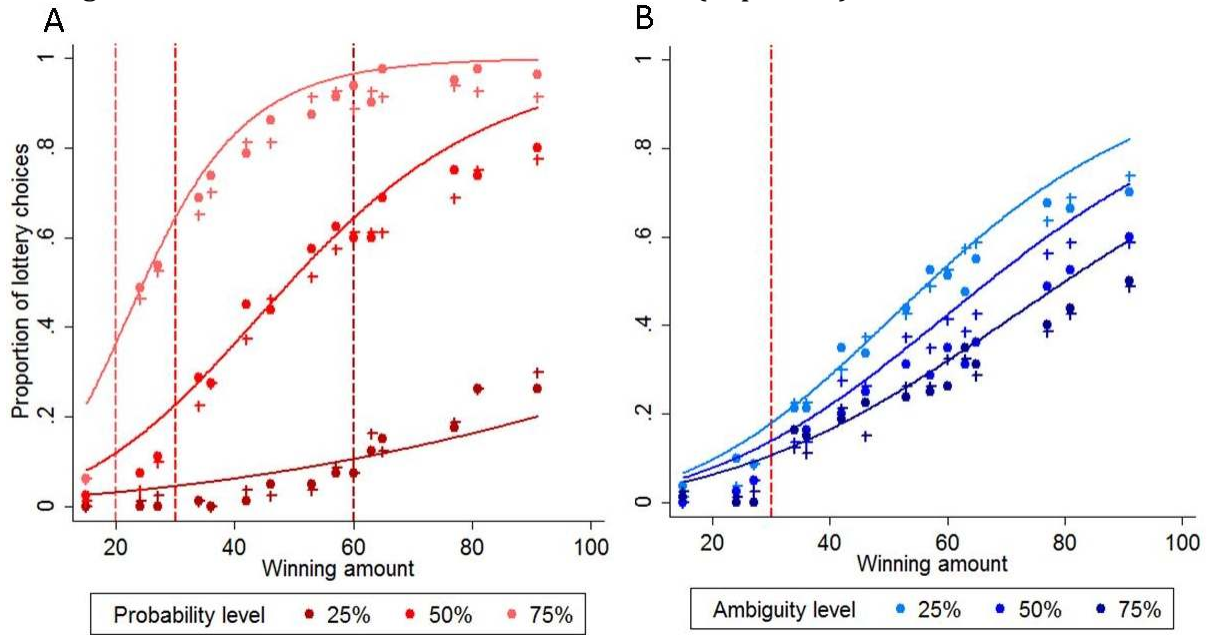 A
B
Proportion of lottery choices
1
.8
.6
.4
.2
0
20 40 60 80 100
Winning amount
Probability level 25% 50% 75%
1
.8
.6
.4
.2
0
20 40 60 80 100
Winning amount
Ambiguity level 25% 50% 75%